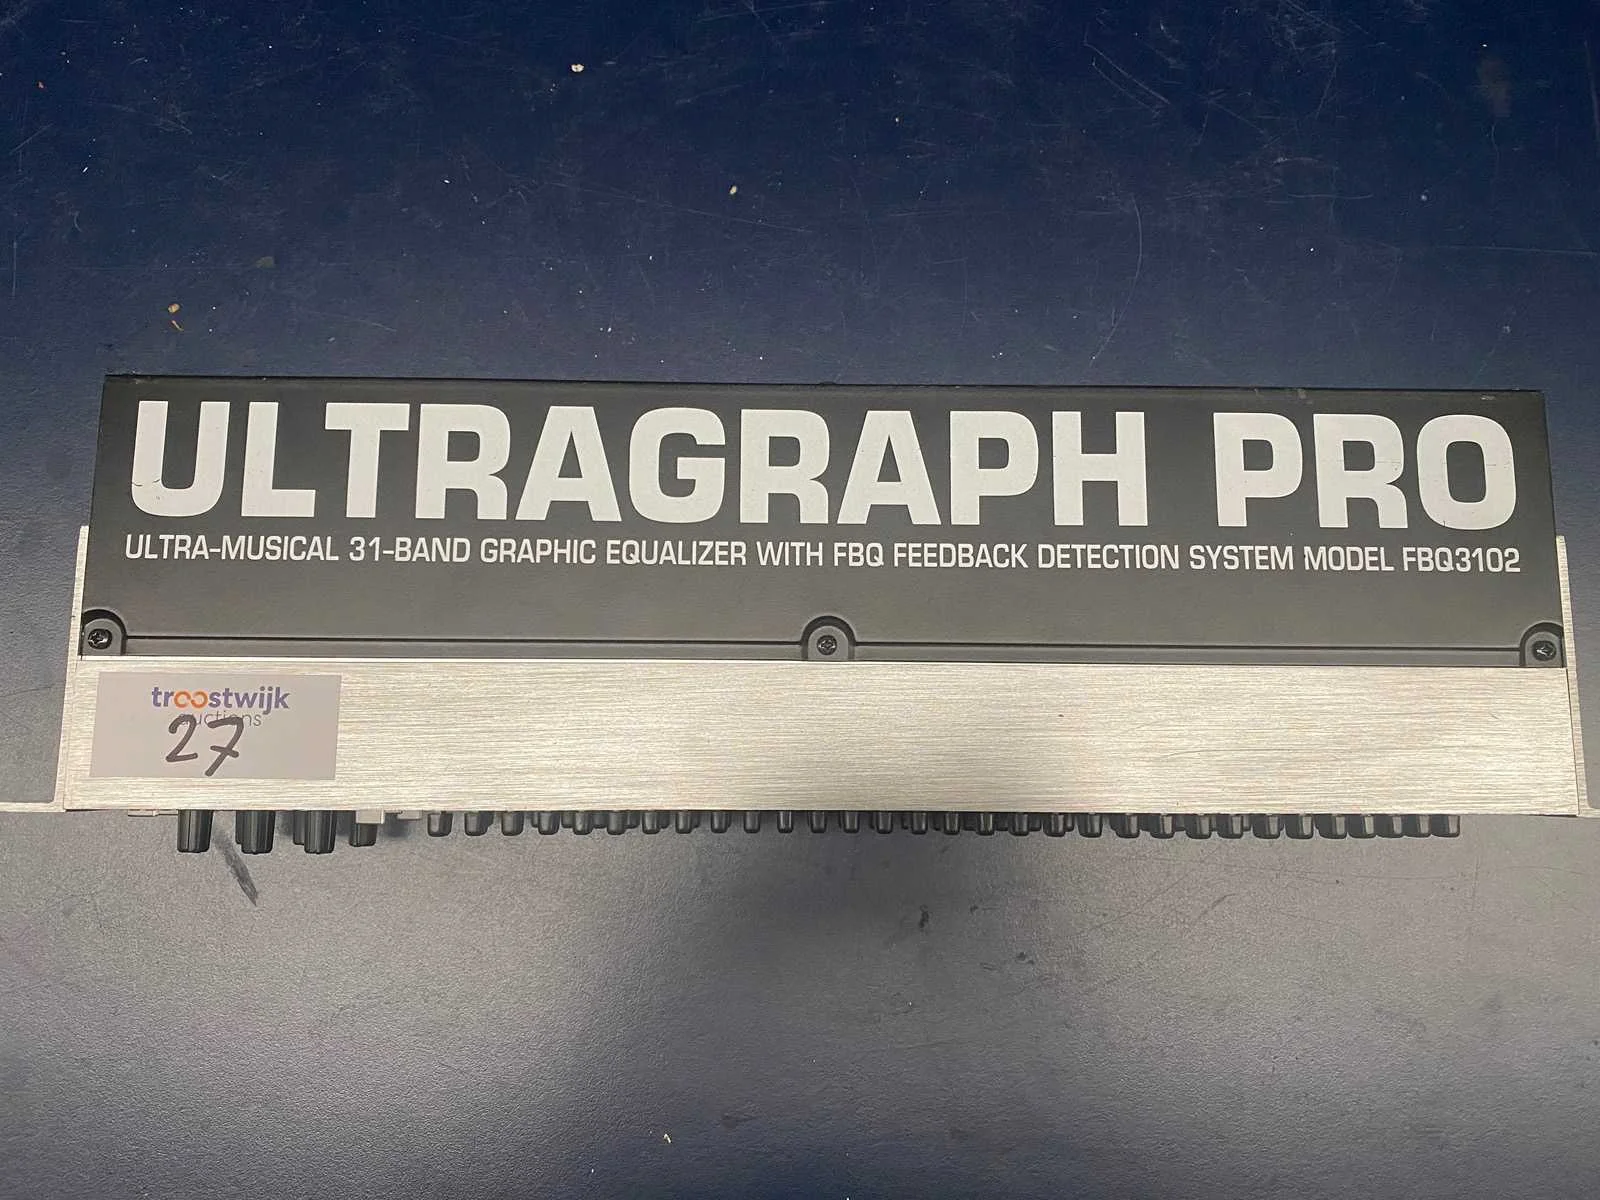 ULTRAGRAPH PRO
ULTRA-MUSICAL 31-BAND GRAPHIC EQUALIZER WITH FBQ FEEDBACK DETECTION SYSTEM MODEL FBQ3102
troostwijk
auctions
27